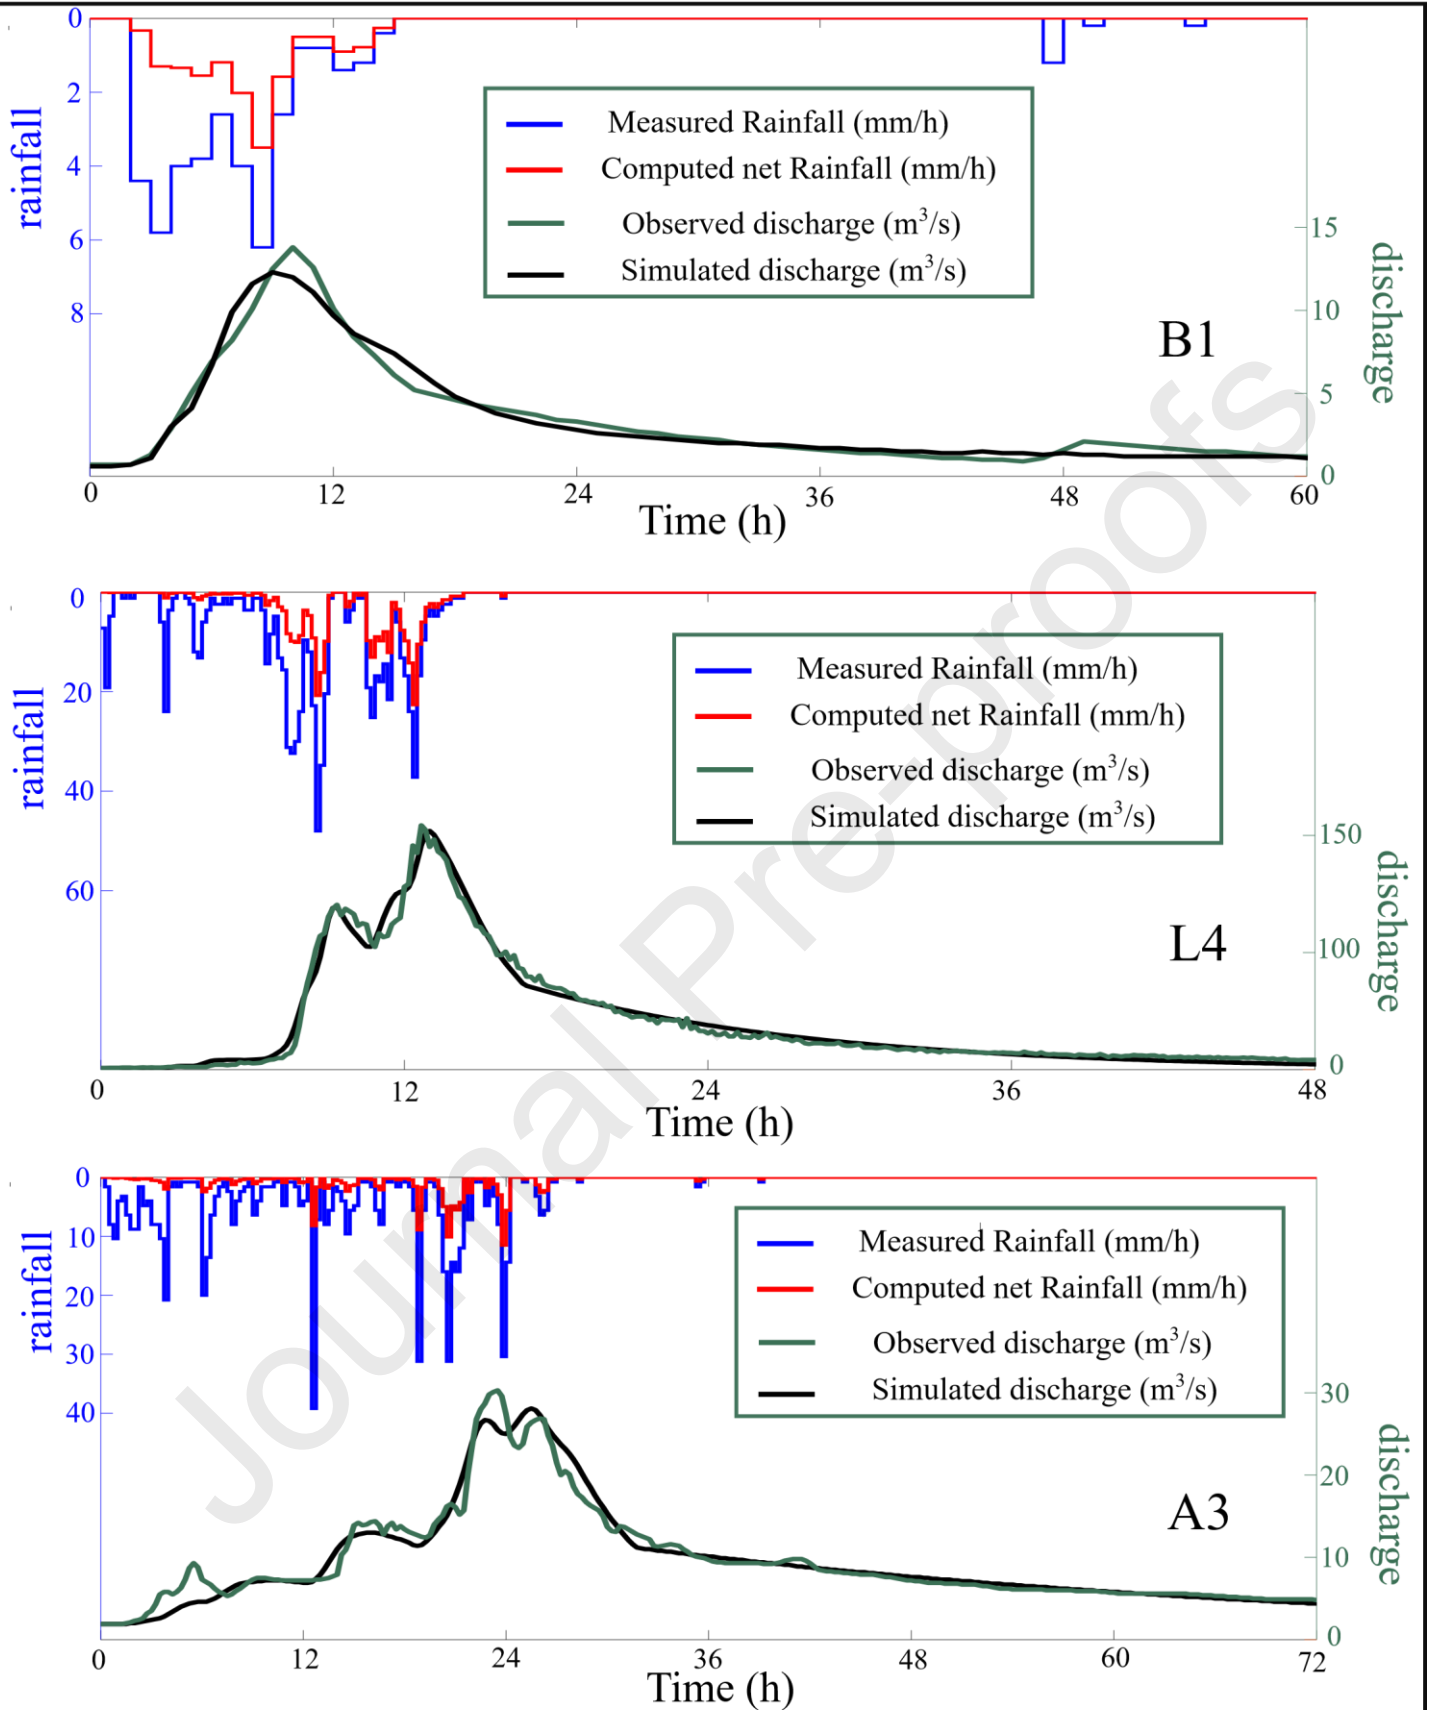 0
2
4
6
8
rainfall
Measured Rainfall (mm/h)
Computed net Rainfall (mm/h)
Observed discharge (m³/s)
Simulated discharge (m³/s)
15
10
5
0
discharge
B1
0 12 24 36 48 60
Time (h)
0
20
40
60
rainfall
Measured Rainfall (mm/h)
Computed net Rainfall (mm/h)
Observed discharge (m³/s)
Simulated discharge (m³/s)
150
100
50
0
discharge
L4
0 12 24 36 48
Time (h)
0
10
20
30
40
rainfall
Measured Rainfall (mm/h)
Computed net Rainfall (mm/h)
Observed discharge (m³/s)
Simulated discharge (m³/s)
30
20
10
0
discharge
A3
0 12 24 36 48 60 72
Time (h)
Journal Pre-proofs